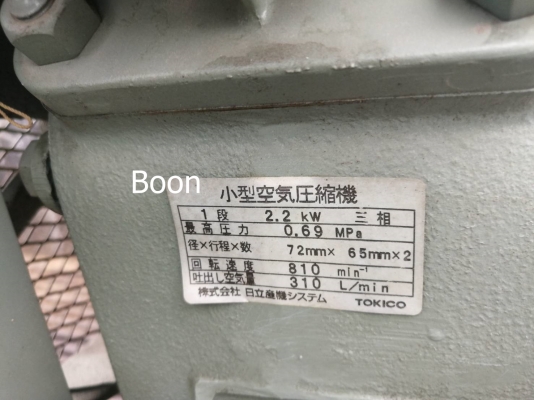 Boon
小型空気圧縮機
1段 2.2 kW 三相
最高圧力 0.69 MPa
径×行程×数 72mm× 65mm×2
回転速度 810 min⁻¹
吐出し空気量 310 L/min
株式会社 日立産機システム TOKICO